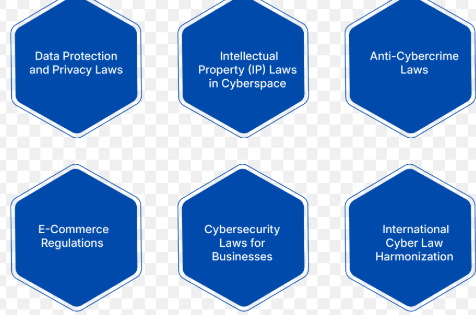 Data Protection
and Privacy Laws
Intellectual
Property (IP) Laws
in Cyberspace
Anti-Cybercrime
Laws
E-Commerce
Regulations
Cybersecurity
Laws for
Businesses
International
Cyber Law
Harmonization